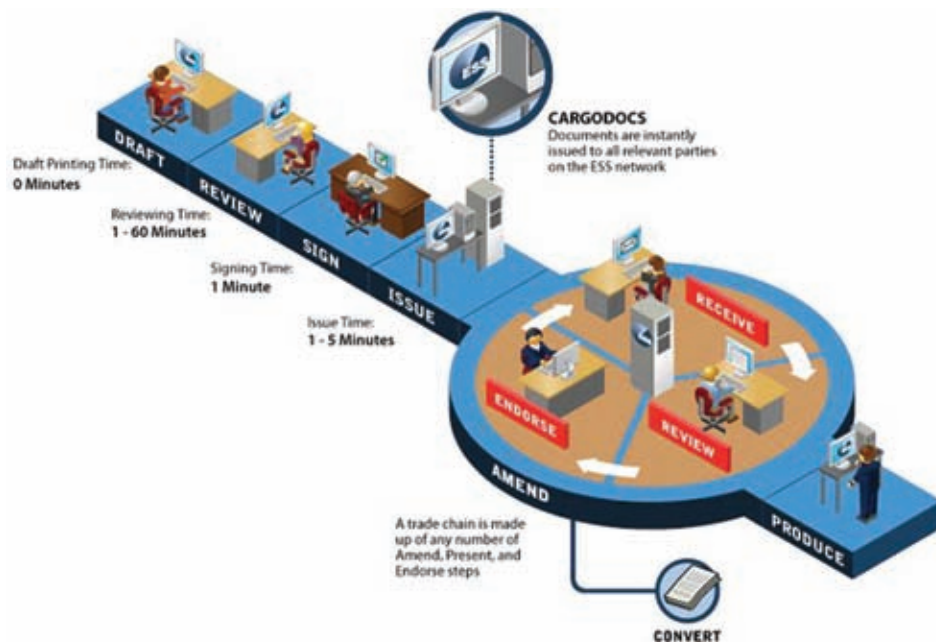 ESS
CARGODOCS
Documents are instantly
issued to all relevant parties
on the ESS network
DRAFT
Draft Printing Time:
0 Minutes
REVIEW
Reviewing Time:
1 - 60 Minutes
SIGN
Signing Time:
1 Minute
ISSUE
Issue Time:
1 - 5 Minutes
RECEIVE
REVIEW
ENDORSE
AMEND
PRODUCE
A trade chain is made
up of any number of
Amend, Present, and
Endorse steps
CONVERT